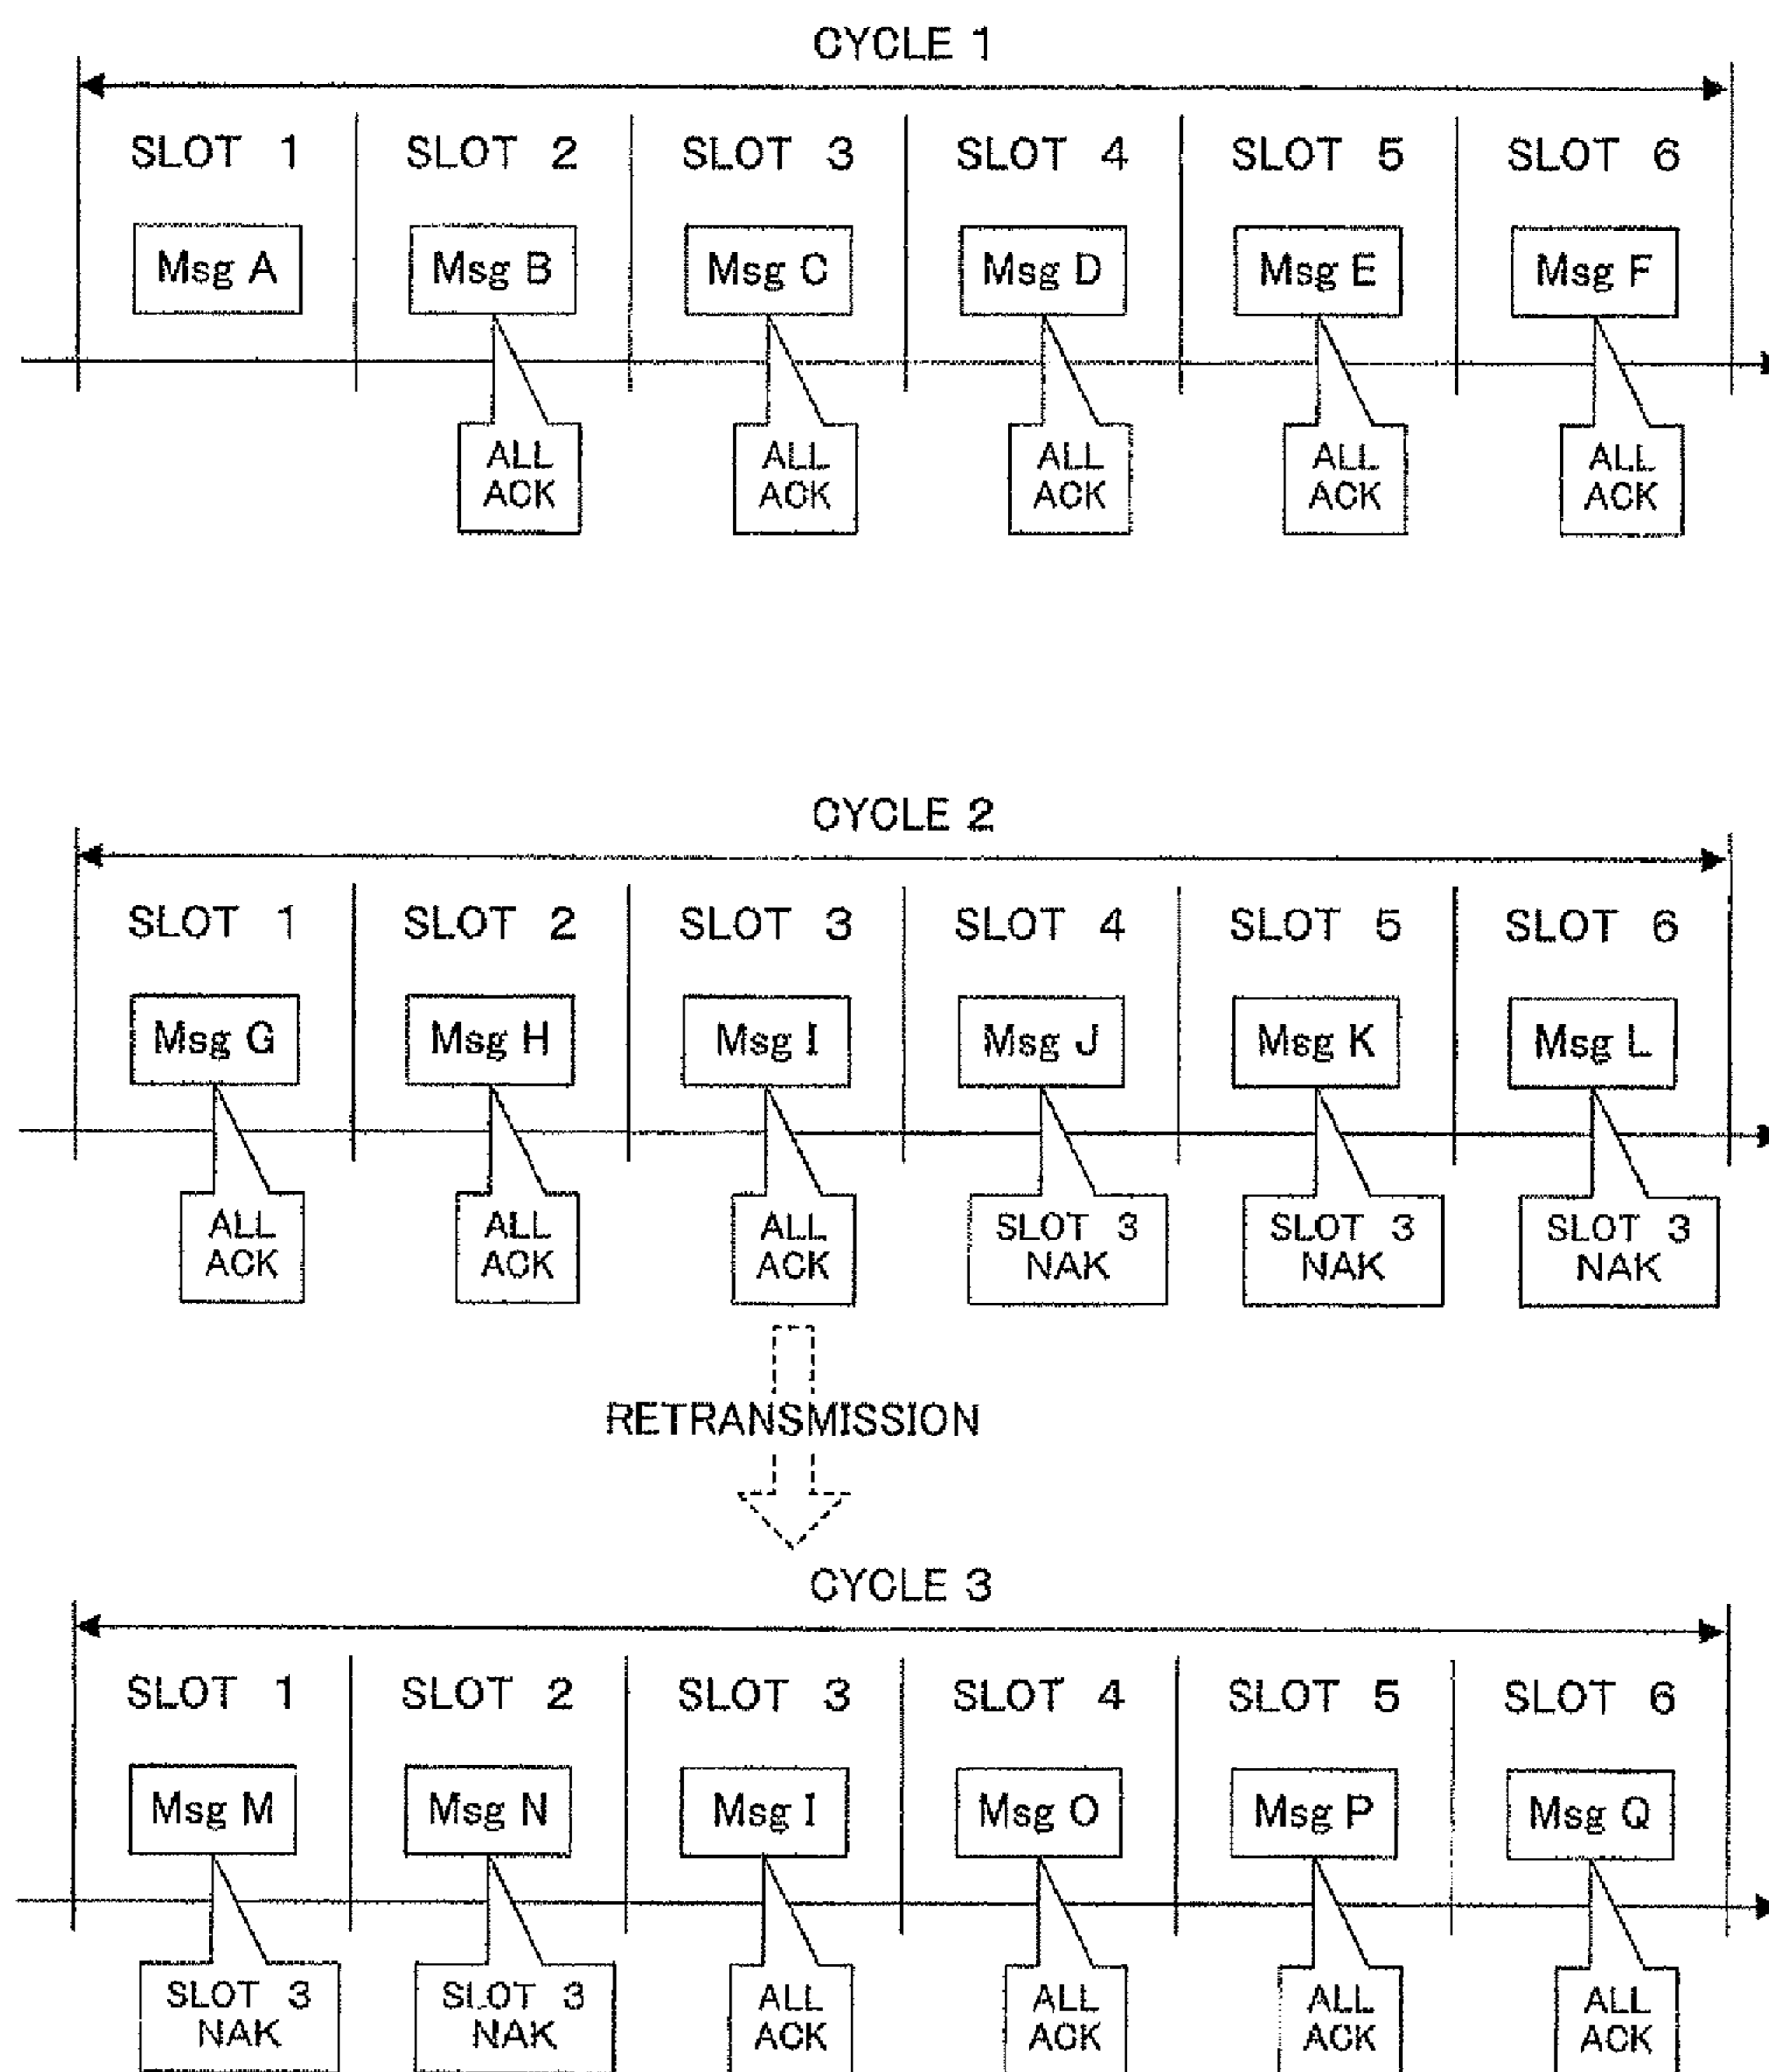 CYCLE 1
SLOT 1 SLOT 2 SLOT 3 SLOT 4 SLOT 5 SLOT 6
Msg A Msg B Msg C Msg D Msg E Msg F
ALL ALL ALL ALL ALL
ACK ACK ACK ACK ACK
CYCLE 2
SLOT 1 SLOT 2 SLOT 3 SLOT 4 SLOT 5 SLOT 6
Msg G Msg H Msg I Msg J Msg K Msg L
ALL ALL ALL SLOT 3 SLOT 3 SLOT 3
ACK ACK ACK NAK NAK NAK
RETRANSMISSION
CYCLE 3
SLOT 1 SLOT 2 SLOT 3 SLOT 4 SLOT 5 SLOT 6
Msg M Msg N Msg I Msg O Msg P Msg Q
SLOT 3 SLOT 3 ALL ALL ALL ALL
NAK NAK ACK ACK ACK ACK